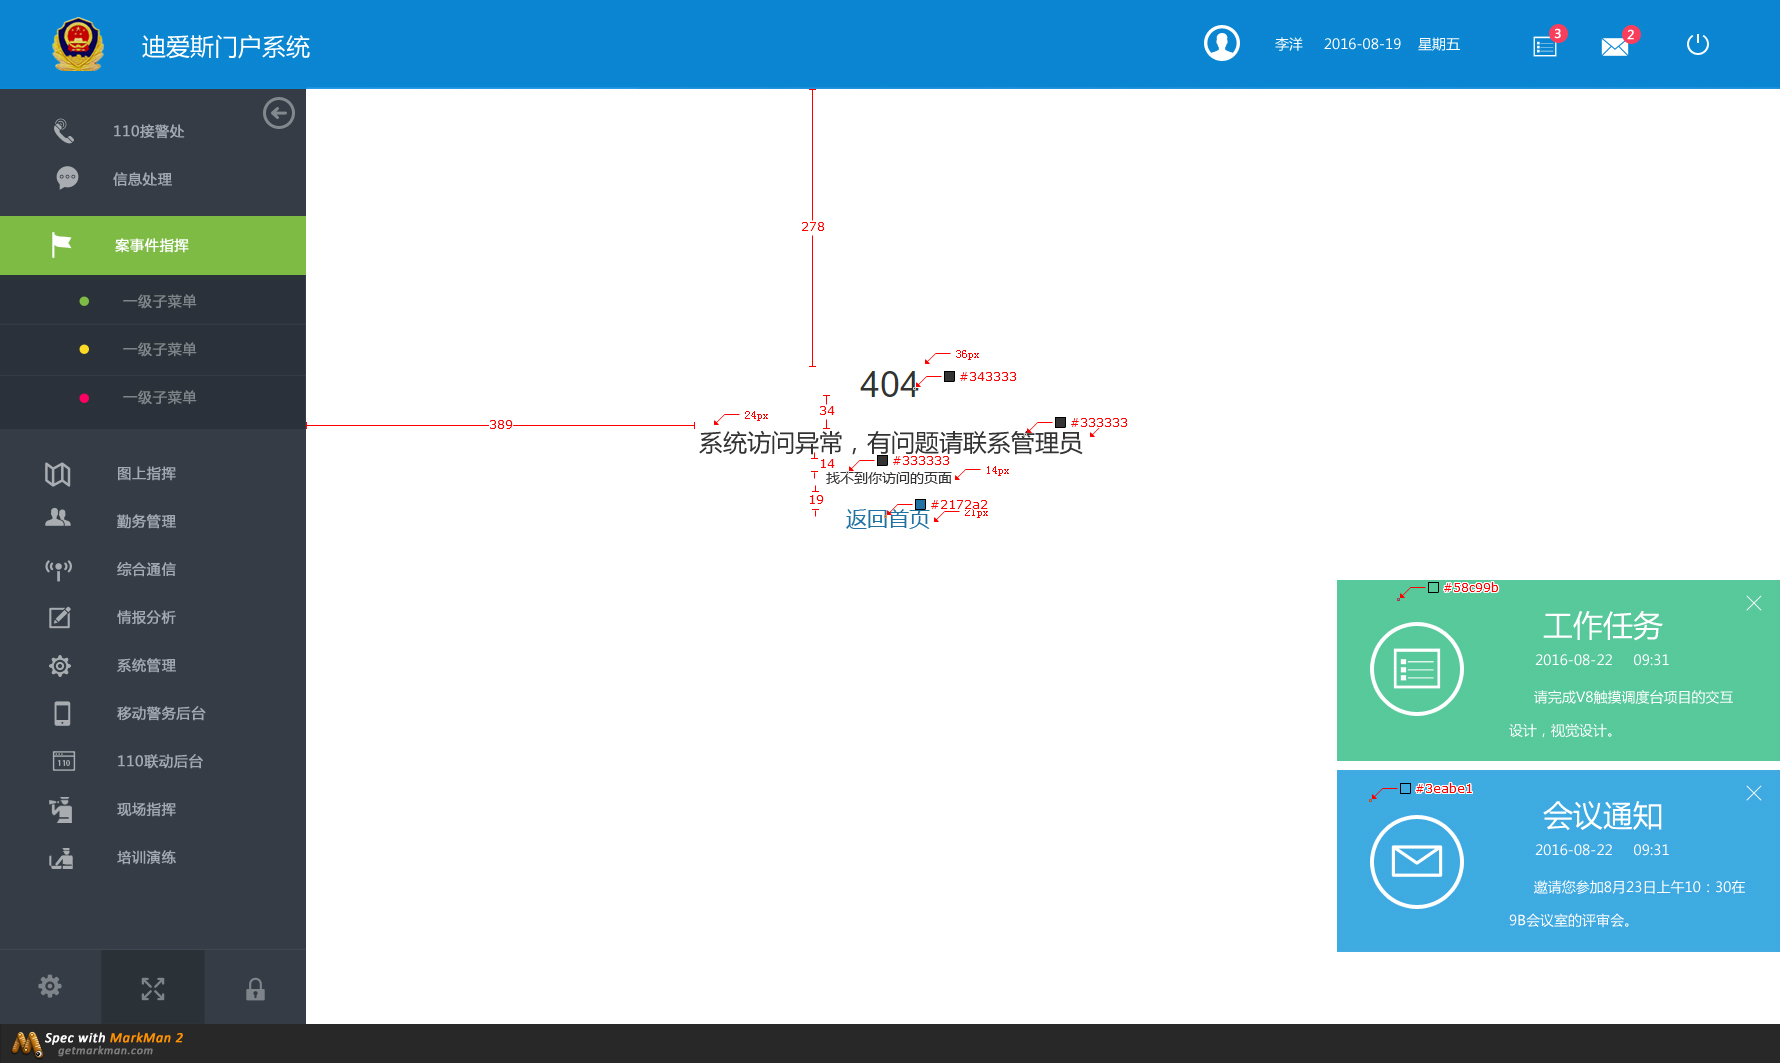 迪爱斯门户系统
李洋 2016-08-19 星期五 3 2
110接警处
信息处理
案事件指挥
一级子菜单
一级子菜单
一级子菜单
图上指挥
勤务管理
综合通信
情报分析
系统管理
移动警务后台
110
110联动后台
现场指挥
培训演练
278
36px
404 #343333
34
389
24px
#333333
系统访问异常，有问题请联系管理员
14 #333333
找不到你访问的页面 14px
19 #2172a2
返回首页 21px
#58c99b
工作任务
2016-08-22 09:31
请完成V8触摸调度台项目的交互
设计，视觉设计。
#3eabe1
会议通知
2016-08-22 09:31
邀请您参加8月23日上午10：30在
9B会议室的评审会。
Spec with MarkMan 2
getmarkman.com